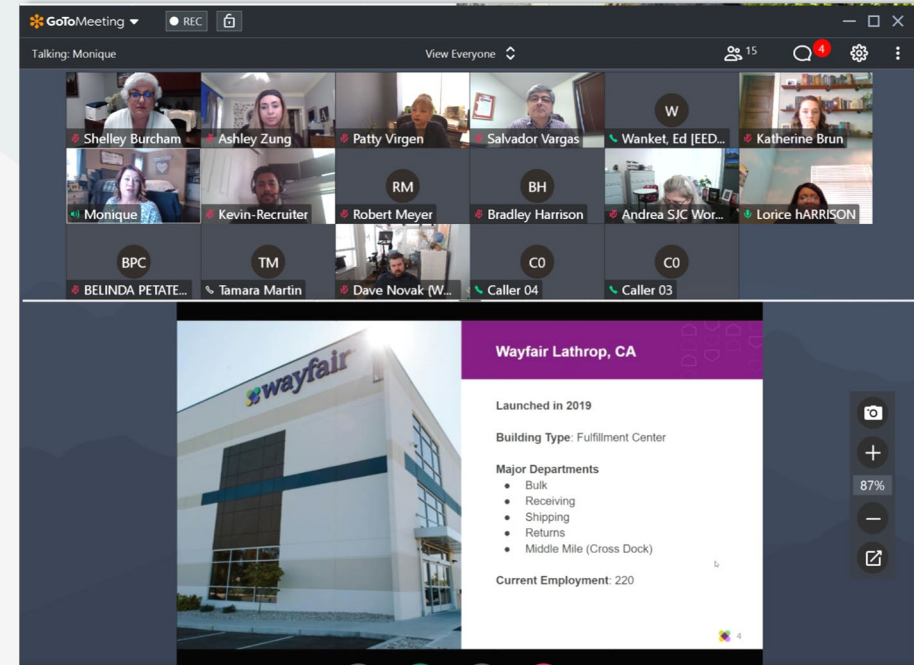 GoToMeeting
REC
Talking: Monique
View Everyone
15
4
Shelley Burcham
Ashley Zung
Patty Virgen
Salvador Vargas
W
Wanket, Ed [EED...
Katherine Brun
Monique
Kevin-Recruiter
RM
Robert Meyer
BH
Bradley Harrison
Andrea SJC Wor...
Lorice hARRISON
BPC
BELINDA PETATE...
TM
Tamara Martin
Dave Novak (W...
C0
Caller 04
C0
Caller 03
wayfair
Wayfair Lathrop, CA
Launched in 2019
Building Type: Fulfillment Center
Major Departments
● Bulk
● Receiving
● Shipping
● Returns
● Middle Mile (Cross Dock)
Current Employment: 220
4
87%